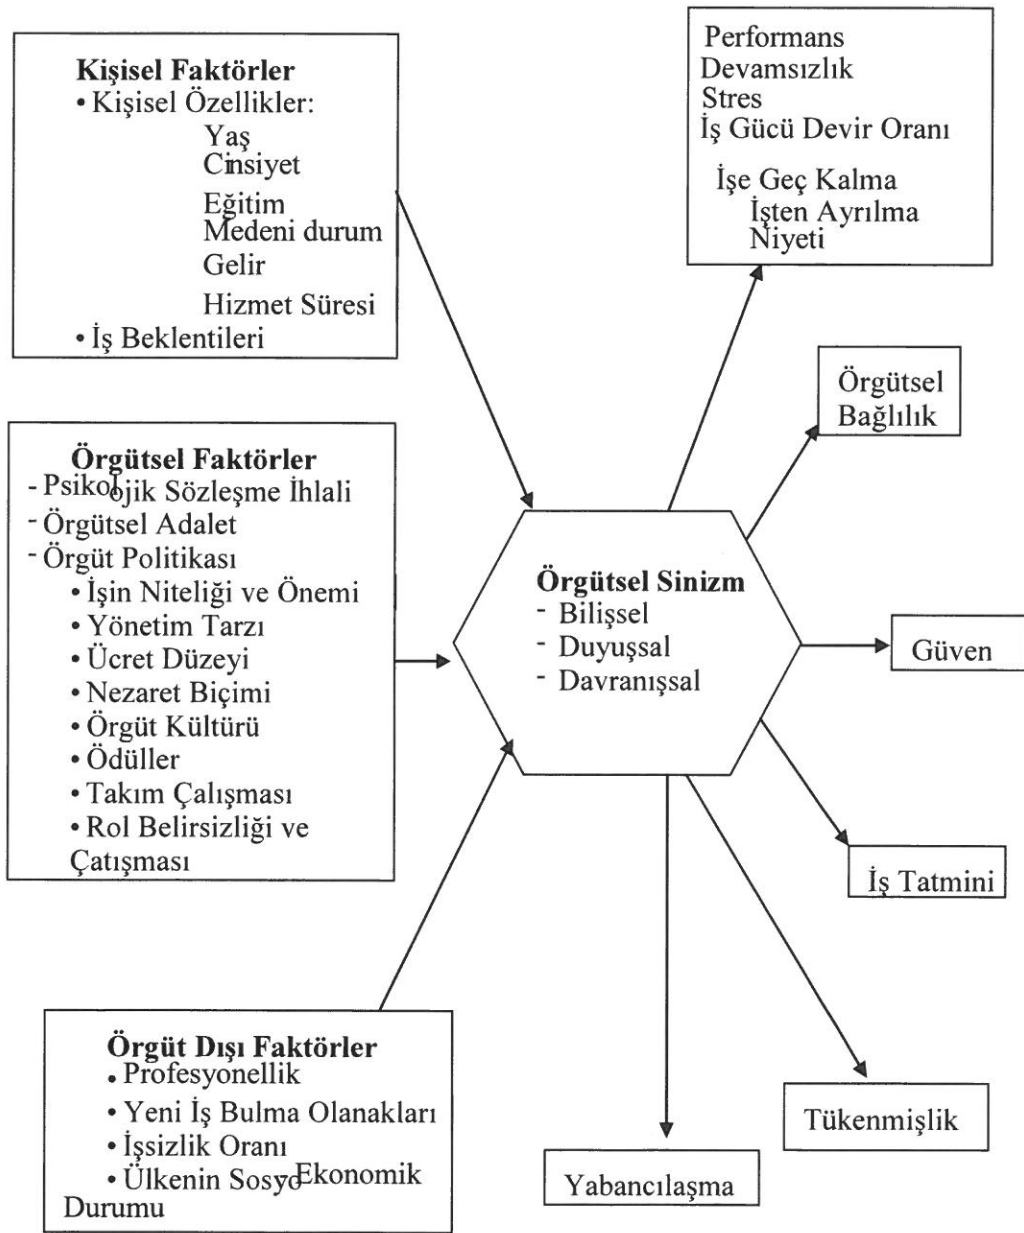 Kişisel Faktörler
• Kişisel Özellikler:
Yaş
Cinsiyet
Eğitim
Medeni durum
Gelir
Hizmet Süresi
• İş Beklentileri
Örgütsel Faktörler
- Psikolojik Sözleşme İhlali
- Örgütsel Adalet
- Örgüt Politikası
• İşin Niteliği ve Önemi
• Yönetim Tarzı
• Ücret Düzeyi
• Nezaret Biçimi
• Örgüt Kültürü
• Ödüller
• Takım Çalışması
• Rol Belirsizliği ve
Çatışması
Örgüt Dışı Faktörler
• Profesyonellik
• Yeni İş Bulma Olanakları
• İşsizlik Oranı
• Ülkenin Sosyo-Ekonomik
Durumu
Örgütsel Sinizm
- Bilişsel
- Duyuşsal
- Davranışsal
Performans
Devamsızlık
Stres
İş Gücü Devir Oranı
İşe Geç Kalma
İşten Ayrılma
Niyeti
Örgütsel
Bağlılık
Güven
İş Tatmini
Tükenmişlik
Yabancılaşma